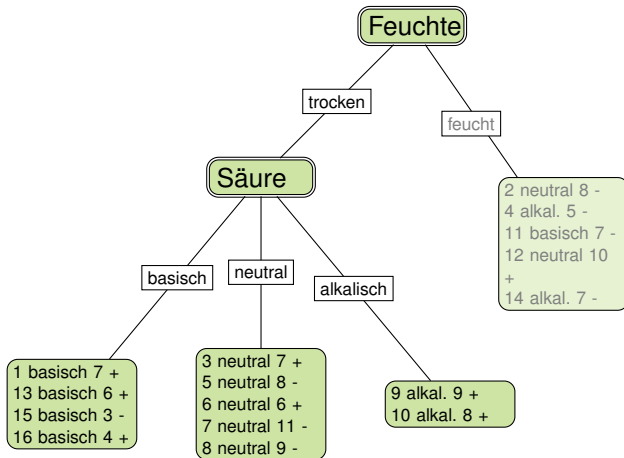 Feuchte
trocken
feucht
Säure
2 neutral 8 -
4 alkal. 5 -
11 basisch 7 -
12 neutral 10
+
14 alkal. 7 -
basisch
neutral
alkalisch
1 basisch 7 +
13 basisch 6 +
15 basisch 3 -
16 basisch 4 +
3 neutral 7 +
5 neutral 8 -
6 neutral 6 +
7 neutral 11 -
8 neutral 9 -
9 alkal. 9 +
10 alkal. 8 +